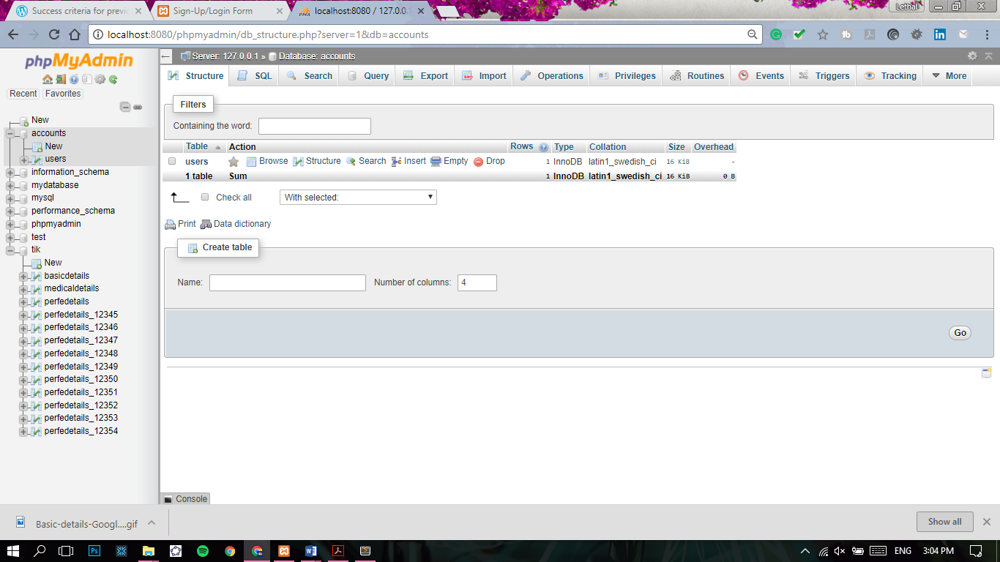 Success criteria for previ
Sign-Up/Login Form
localhost:8080 / 127.0.0.1
Lethal
localhost:8080/phpmyadmin/db_structure.php?server=1&db=accounts
phpMyAdmin
Recent Favorites
New
accounts
New
users
information_schema
mydatabase
mysql
performance_schema
phpmyadmin
test
tik
New
basicdetails
medicaldetails
perfedetails
perfedetails_12345
perfedetails_12346
perfedetails_12347
perfedetails_12348
perfedetails_12349
perfedetails_12350
perfedetails_12351
perfedetails_12352
perfedetails_12353
perfedetails_12354
Server: 127.0.0.1 » Database: accounts
Structure SQL Search Query Export Import Operations Privileges Routines Events Triggers Tracking More
Filters
Containing the word:
Table Action Rows Type Collation Size Overhead
users Browse Structure Search Insert Empty Drop 1 InnoDB latin1_swedish_ci 16 KiB -
1 table Sum 1 InnoDB latin1_swedish_ci 16 KiB 0 B
Check all With selected:
Print Data dictionary
Create table
Name: Number of columns: 4
Go
Console
Basic-details-Googl....gif
Show all
ENG 3:04 PM